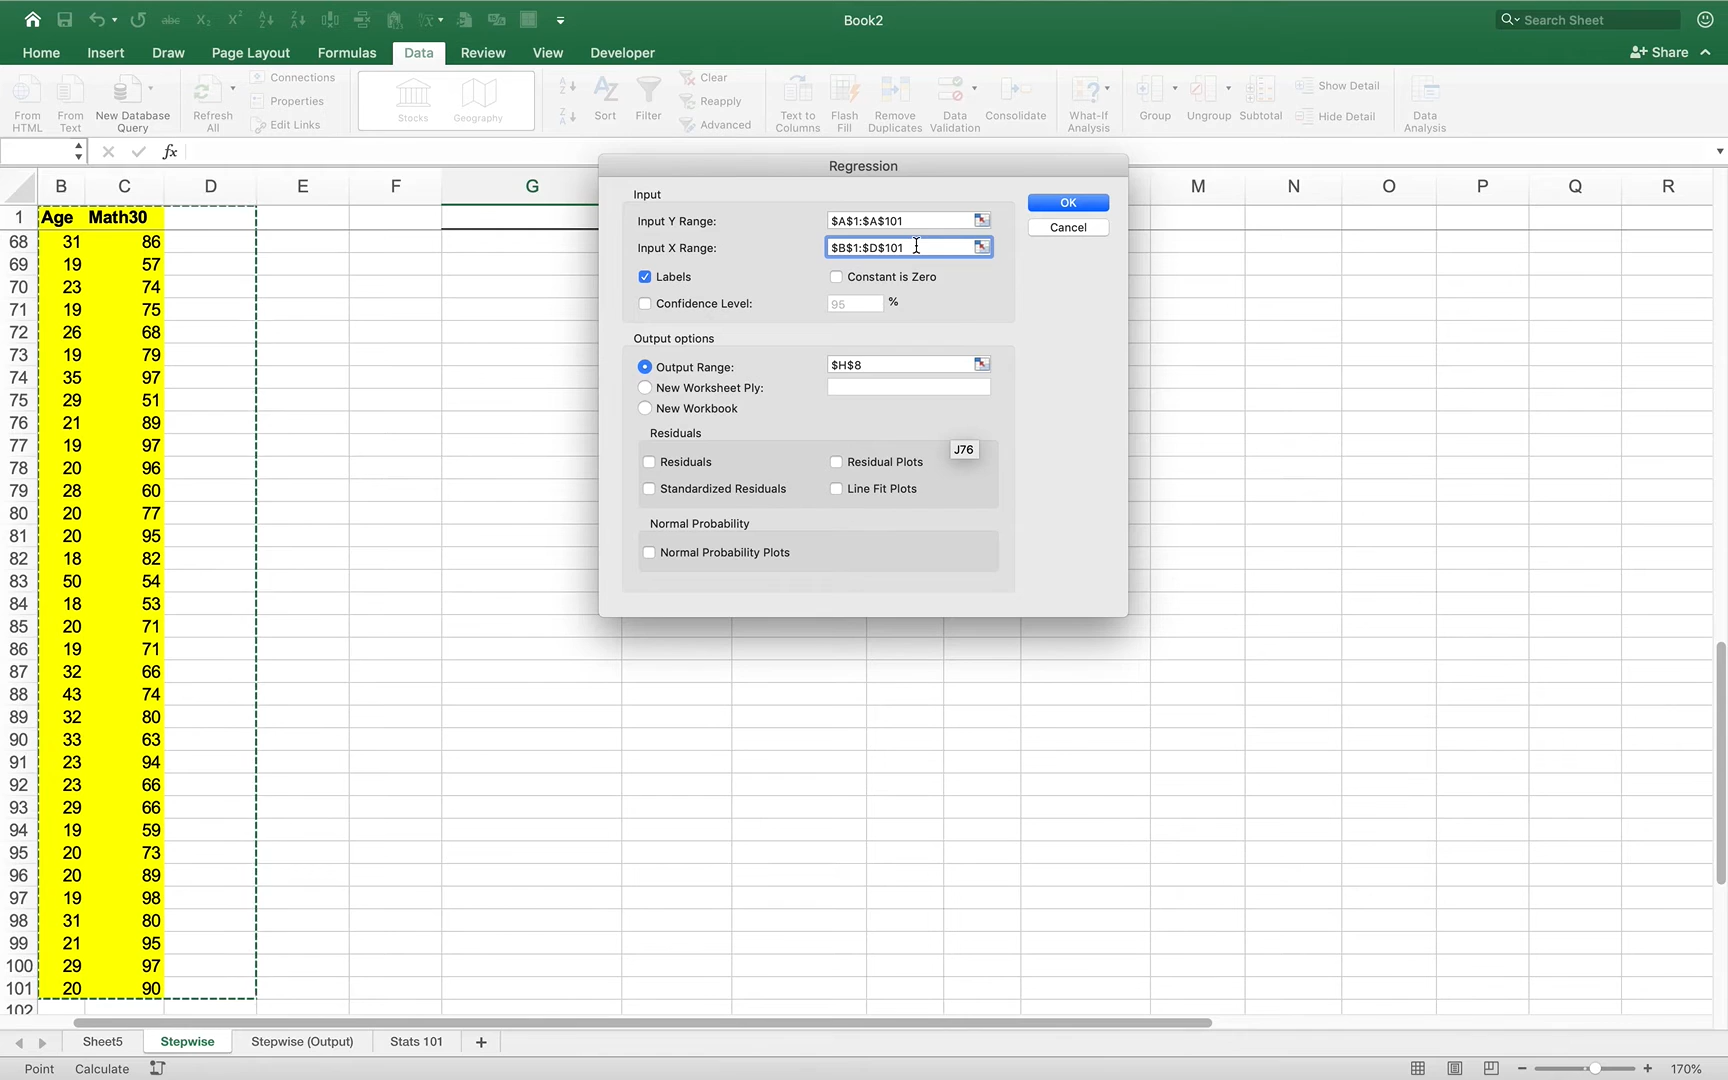 Book2
Search Sheet
Home Insert Draw Page Layout Formulas Data Review View Developer Share
From HTML
From Text
New Database Query
Refresh All
Connections
Properties
Edit Links
Stocks
Geography
Sort
Filter
Clear
Reapply
Advanced
Text to Columns
Flash Fill
Remove Duplicates
Data Validation
Consolidate
What-If Analysis
Group
Ungroup
Subtotal
Show Detail
Hide Detail
Data Analysis
fx
B C D E F G M N O P Q R
1 Age Math30
68 31 86
69 19 57
70 23 74
71 19 75
72 26 68
73 19 79
74 35 97
75 29 51
76 21 89
77 19 97
78 20 96
79 28 60
80 20 77
81 20 95
82 18 82
83 50 54
84 18 53
85 20 71
86 19 71
87 32 66
88 43 74
89 32 80
90 33 63
91 23 94
92 23 66
93 29 66
94 19 59
95 20 73
96 20 89
97 19 98
98 31 80
99 21 95
100 29 97
101 20 90
102
Regression
Input
Input Y Range: $A$1:$A$101
Input X Range: $B$1:$D$101
Labels Constant is Zero
Confidence Level: 95 %
OK
Cancel
Output options
Output Range: $H$8
New Worksheet Ply:
New Workbook
Residuals
J76
Residuals Residual Plots
Standardized Residuals Line Fit Plots
Normal Probability
Normal Probability Plots
Sheet5 Stepwise Stepwise (Output) Stats 101 +
Point Calculate 170%